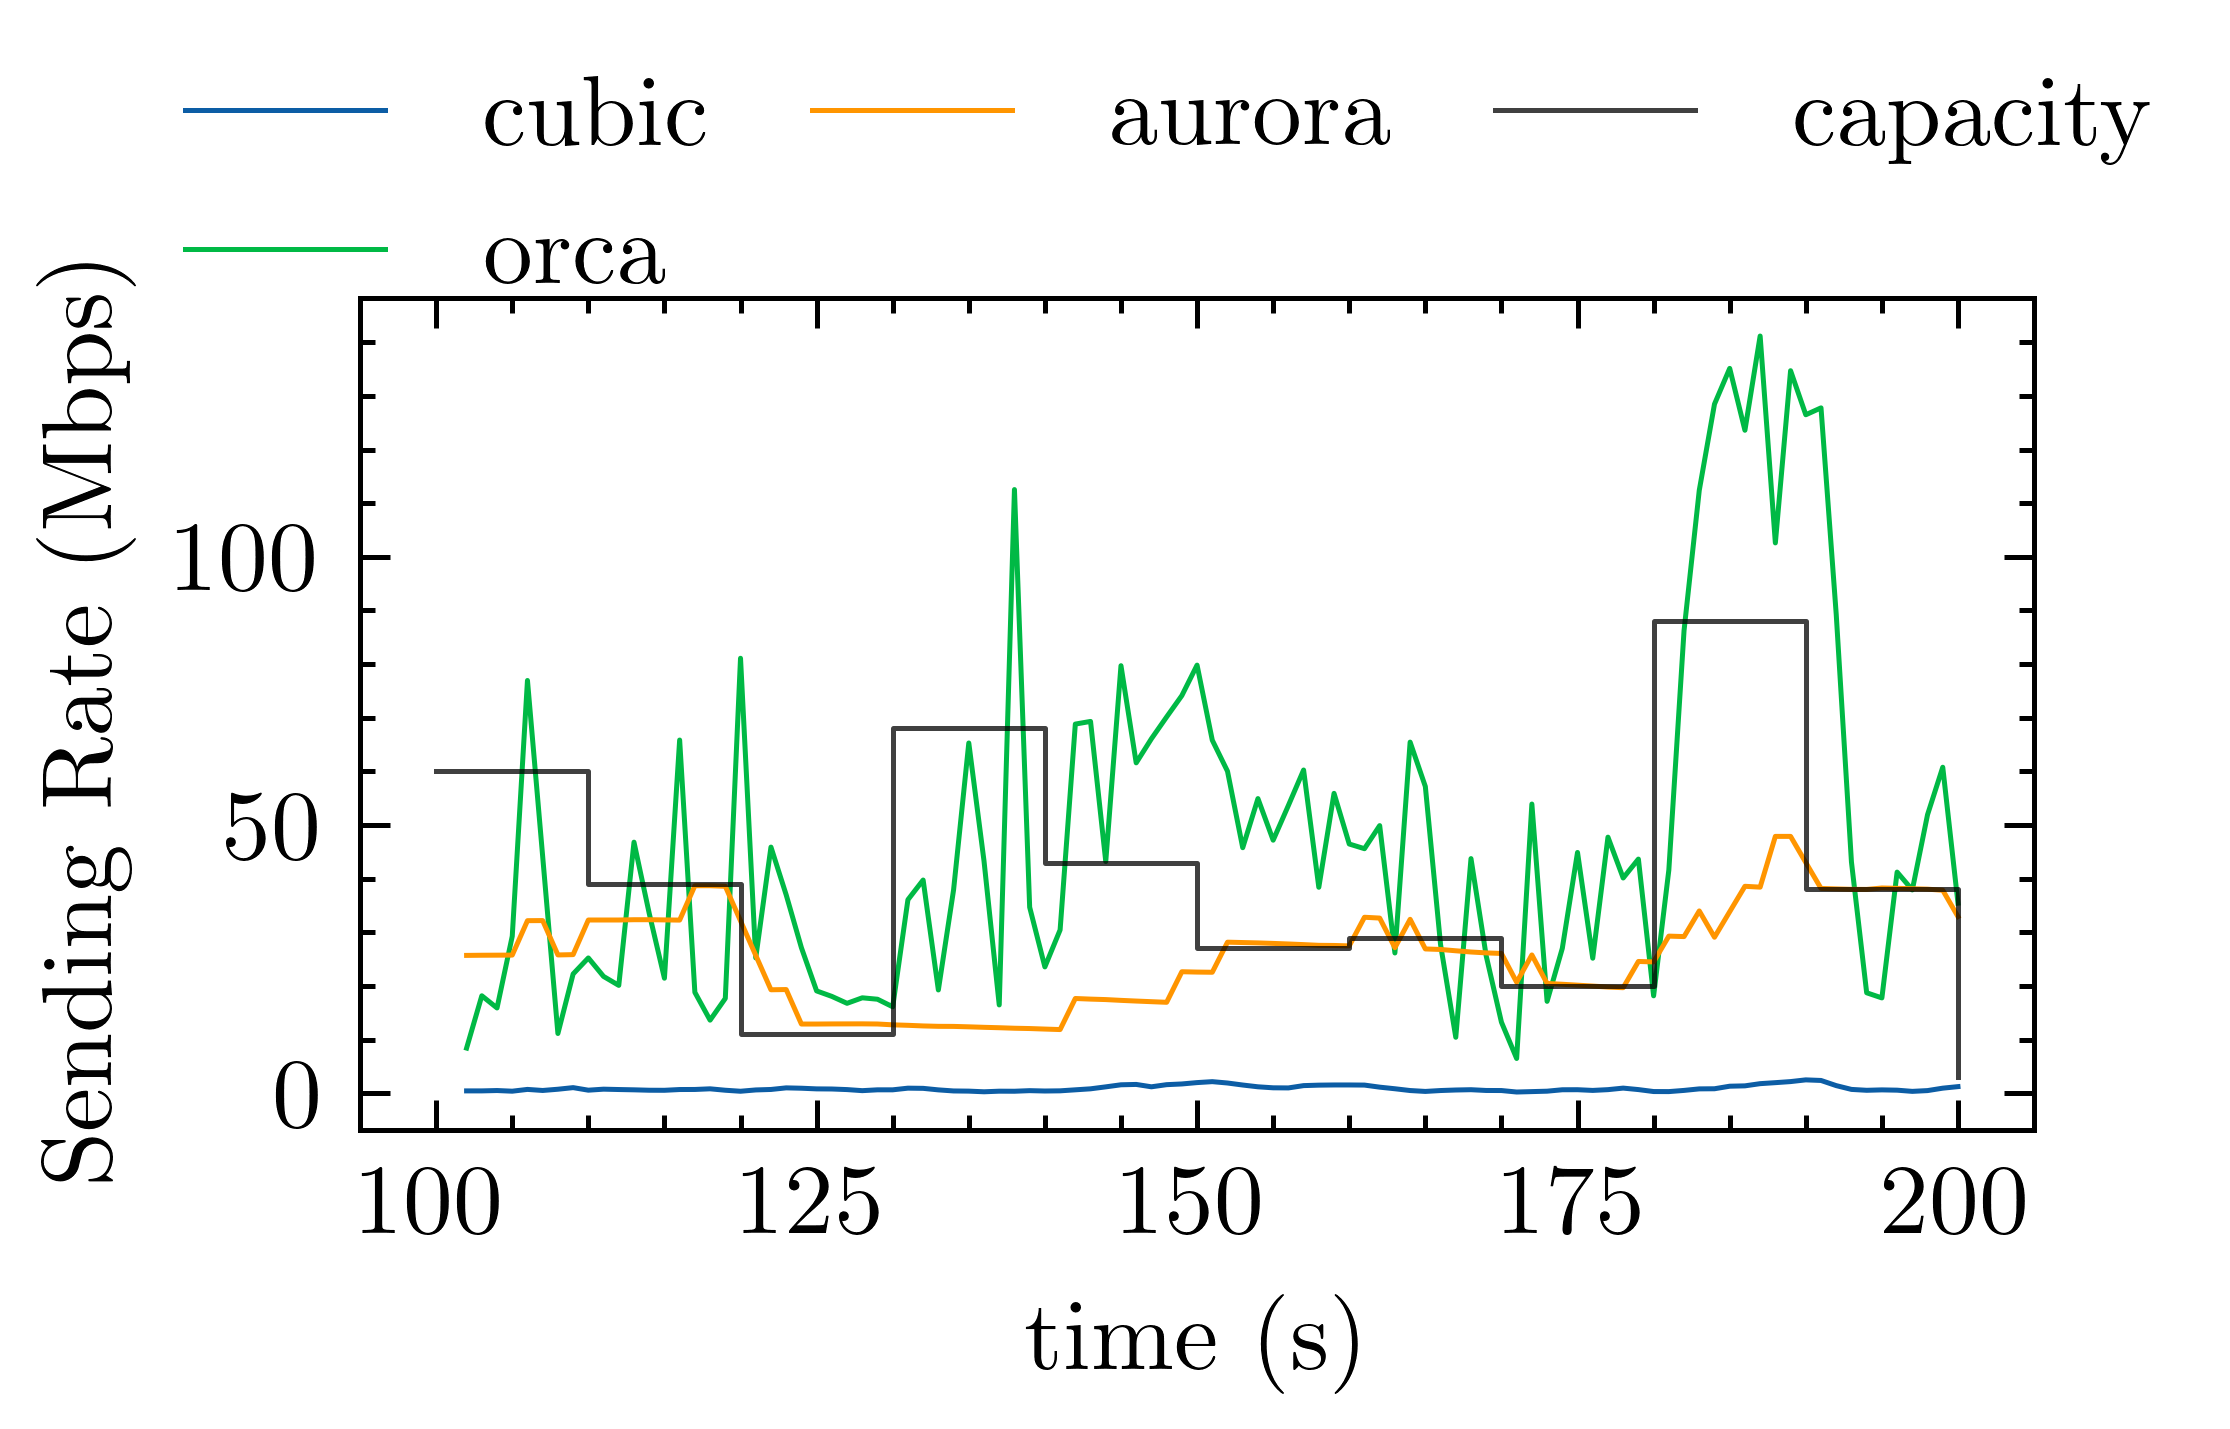 cubic aurora capacity
orca
Sending Rate (Mbps)
100
50
0
100 125 150 175 200
time (s)